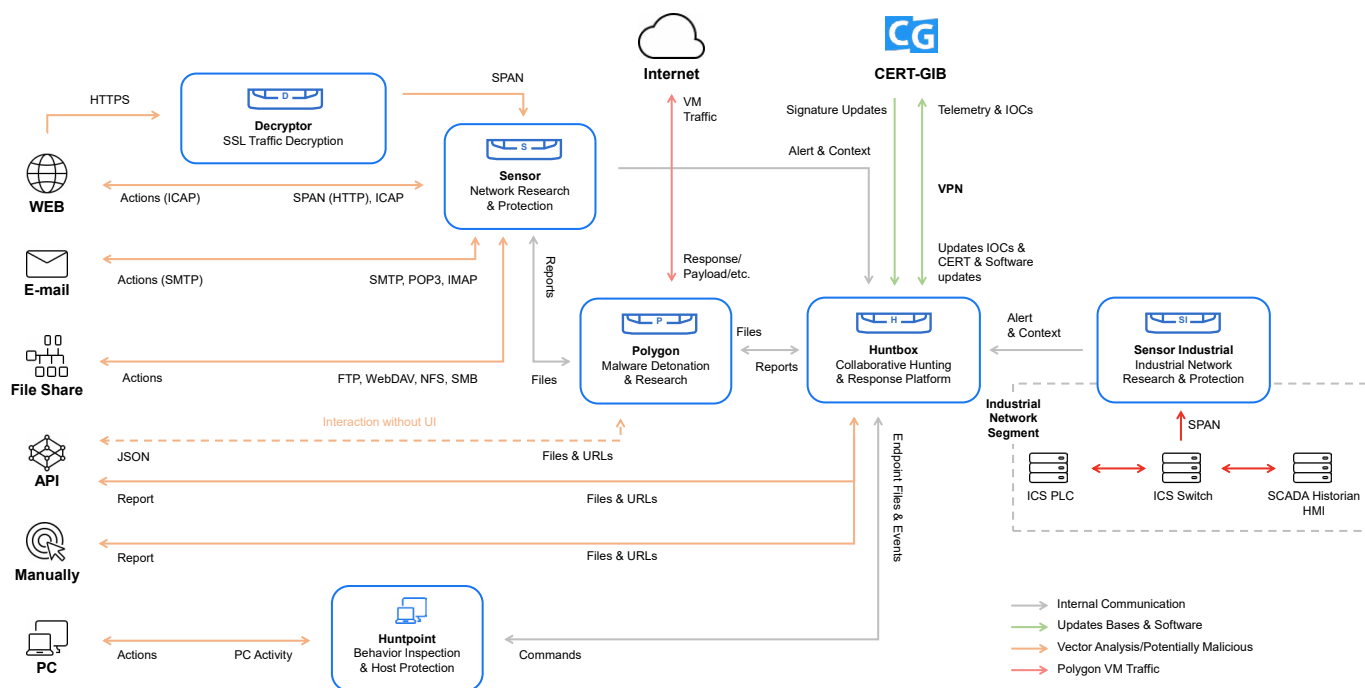 CG
Internet
CERT-GIB
HTTPS
SPAN
D
Decryptor
SSL Traffic Decryption
VM
Traffic
Signature Updates
Telemetry & IOCs
S
Sensor
Network Research
& Protection
Alert & Context
WEB
Actions (ICAP)
SPAN (HTTP), ICAP
VPN
E-mail
Actions (SMTP)
SMTP, POP3, IMAP
Reports
Response/
Payload/etc.
Updates IOCs &
CERT & Software
updates
File Share
Actions
FTP, WebDAV, NFS, SMB
Files
P
Polygon
Malware Detonation
& Research
Files
Reports
H
Huntbox
Collaborative Hunting
& Response Platform
Alert
& Context
SI
Sensor Industrial
Industrial Network
Research & Protection
Industrial
Network
Segment
SPAN
ICS PLC
ICS Switch
SCADA Historian
HMI
Interaction without UI
API
JSON
Files & URLs
Report
Files & URLs
Endpoint Files & Events
Manually
Report
Files & URLs
PC
Actions
PC Activity
Huntpoint
Behavior Inspection
& Host Protection
Commands
Internal Communication
Updates Bases & Software
Vector Analysis/Potentially Malicious
Polygon VM Traffic